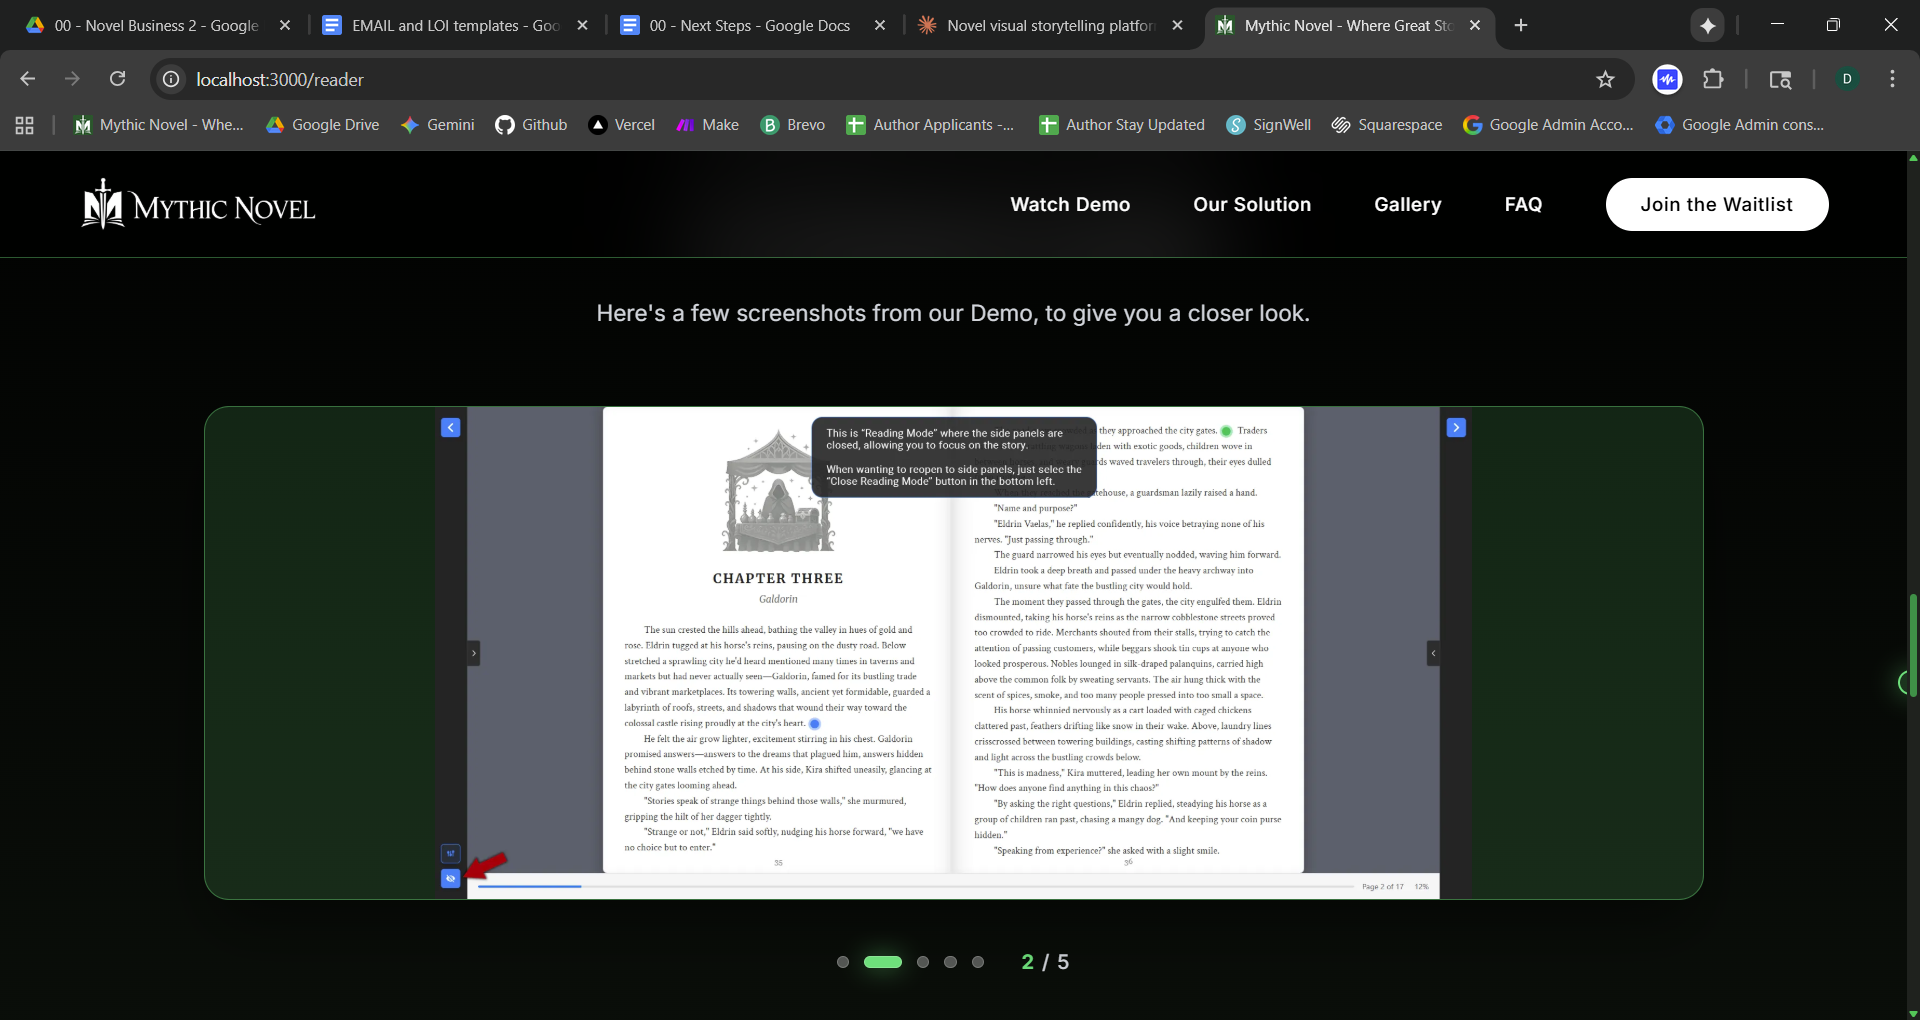 00 - Novel Business 2 - Google
EMAIL and LOI templates - Goo
00 - Next Steps - Google Docs
Novel visual storytelling platfor
Mythic Novel - Where Great Sto
localhost:3000/reader
D
Mythic Novel - Whe...
Google Drive
Gemini
Github
Vercel
Make
Brevo
Author Applicants -...
Author Stay Updated
SignWell
Squarespace
Google Admin Acco...
Google Admin cons...
MYTHIC NOVEL
Watch Demo
Our Solution
Gallery
FAQ
Join the Waitlist
Here's a few screenshots from our Demo, to give you a closer look.
This is "Reading Mode" where the side panels are
closed, allowing you to focus on the story.
When wanting to reopen to side panels, just selec the
"Close Reading Mode" button in the bottom left.
CHAPTER THREE
Galdorin
The sun crested the hills ahead, bathing the valley in hues of gold and
rose. Eldrin tugged at his horse's reins, pausing on the dusty road. Below
stretched a sprawling city he'd heard mentioned many times in taverns and
markets but had never actually seen—Galdorin, famed for its bustling trade
and vibrant marketplaces. Its towering walls, ancient yet formidable, guarded a
labyrinth of roofs, streets, and shadows that wound their way toward the
colossal castle rising proudly at the city's heart.
He felt the air grow lighter, excitement stirring in his chest. Galdorin
promised answers—answers to the dreams that plagued him, answers hidden
behind stone walls etched by time. At his side, Kira shifted uneasily, glancing at
the city gates looming ahead.
"Stories speak of strange things behind those walls," she murmured,
gripping the hilt of her dagger tightly.
"Strange or not," Eldrin said softly, nudging his horse forward, "we have
no choice but to enter."
35
they approached the city gates. Traders
with exotic goods, children wove in
waved travelers through, their eyes dulled
a guardsman lazily raised a hand.
"Name and purpose?"
"Eldrin Vaelas," he replied confidently, his voice betraying none of his
nerves. "Just passing through."
The guard narrowed his eyes but eventually nodded, waving him forward.
Eldrin took a deep breath and passed under the heavy archway into
Galdorin, unsure what fate the bustling city would hold.
The moment they passed through the gates, the city engulfed them. Eldrin
dismounted, taking his horse's reins as the narrow cobblestone streets proved
too crowded to ride. Merchants shouted from their stalls, trying to catch the
attention of passing customers, while beggars shook tin cups at anyone who
looked prosperous. Nobles lounged in silk-draped palanquins, carried high
above the common folk by sweating servants. The air hung thick with the
scent of spices, smoke, and too many people pressed into too small a space.
His horse whinnied nervously as a cart loaded with caged chickens
clattered past, feathers drifting like snow in their wake. Above, laundry lines
crisscrossed between towering buildings, casting shifting patterns of shadow
and light across the bustling crowds below.
"This is madness," Kira muttered, leading her own mount by the reins.
"How does anyone find anything in this chaos?"
"By asking the right questions," Eldrin replied, steadying his horse as a
group of children ran past, chasing a mangy dog. "And keeping your coin purse
hidden."
"Speaking from experience?" she asked with a slight smile.
36
Page 2 of 17
12%
2 / 5